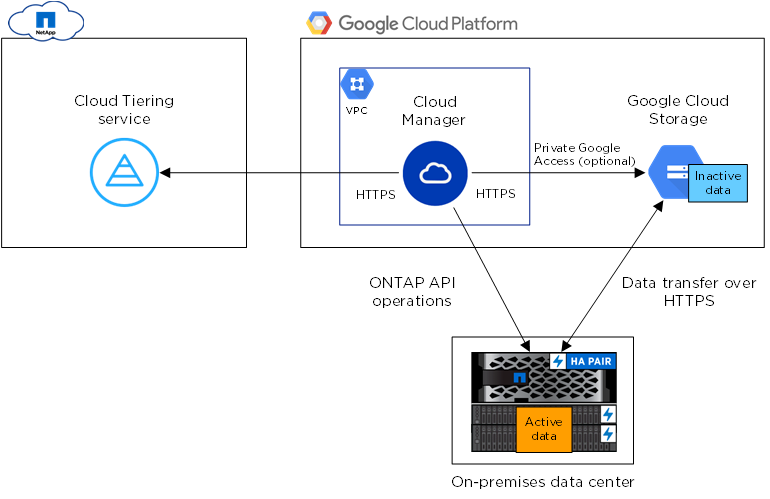 NetApp
Google Cloud Platform
Cloud Tiering
service
VPC
Cloud
Manager
Google Cloud
Storage
Private Google
Access (optional)
Inactive
data
HTTPS
HTTPS
ONTAP API
operations
Data transfer over
HTTPS
HA PAIR
Active
data
On-premises data center